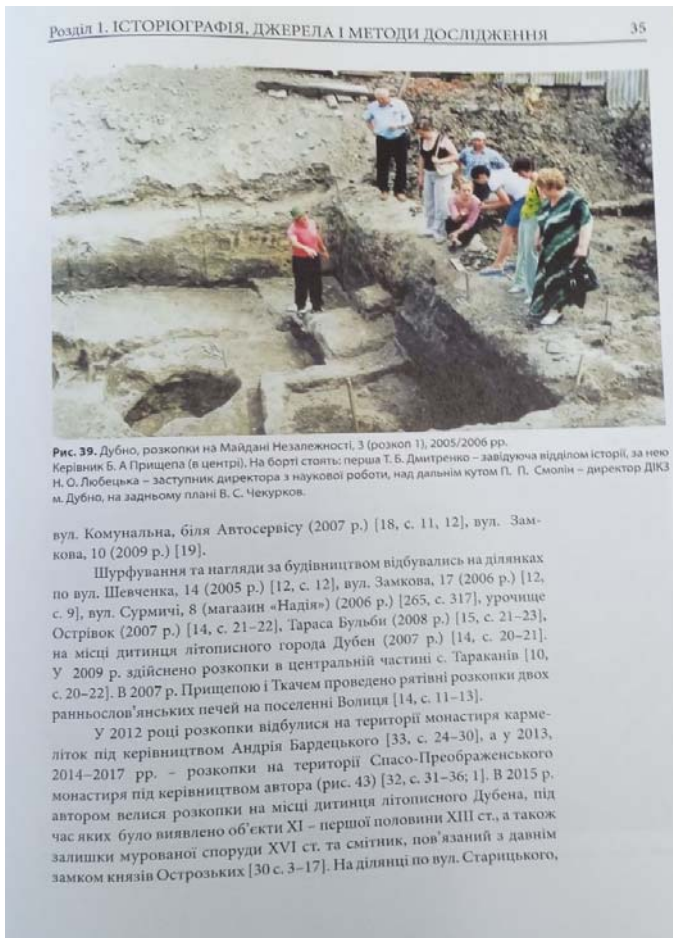 Розділ 1. ІСТОРІОГРАФІЯ, ДЖЕРЕЛА І МЕТОДИ ДОСЛІДЖЕННЯ 35
Рис. 39. Дубно, розкопки на Майдані Незалежності, 3 (розкоп 1), 2005/2006 рр.
Керівник Б. А Прищепа (в центрі). На борті стоять: перша Т. Б. Дмитренко – завідуюча відділом історії, за нею
Н. О. Любецька – заступник директора з наукової роботи, над дальнім кутом П. П. Смолін – директор ДІКЗ
м. Дубно, на задньому плані В. С. Чекурков.
вул. Комунальна, біля Автосервісу (2007 р.) [18, с. 11, 12], вул. Зам-
кова, 10 (2009 р.) [19].
Шурфування та нагляди за будівництвом відбувались на ділянках
по вул. Шевченка, 14 (2005 р.) [12, с. 12], вул. Замкова, 17 (2006 р.) [12,
с. 9], вул. Сурмичі, 8 (магазин «Надія») (2006 р.) [265, с. 317], урочище
Острівок (2007 р.) [14, с. 21–22], Тараса Бульби (2008 р.) [15, с. 21–23],
на місці дитинця літописного города Дубен (2007 р.) [14, с. 20–21].
У 2009 р. здійснено розкопки в центральній частині с. Тараканів [10,
с. 20–22]. В 2007 р. Прищепою і Ткачем проведено рятівні розкопки двох
ранньослов'янських печей на поселенні Волиця [14, с. 11–13].
У 2012 році розкопки відбулися на території монастиря карме-
літок під керівництвом Андрія Бардецького [33, с. 24–30], а у 2013,
2014–2017 рр. – розкопки на території Спасо-Преображенського
монастиря під керівництвом автора (рис. 43) [32, с. 31–36; 1]. В 2015 р.
автором велися розкопки на місці дитинця літописного Дубена, під
час яких було виявлено об'єкти XI – першої половини XIII ст., а також
залишки мурованої споруди XVI ст. та смітник, пов'язаний з давнім
замком князів Острозьких [30 с. 3–17]. На ділянці по вул. Старицького,